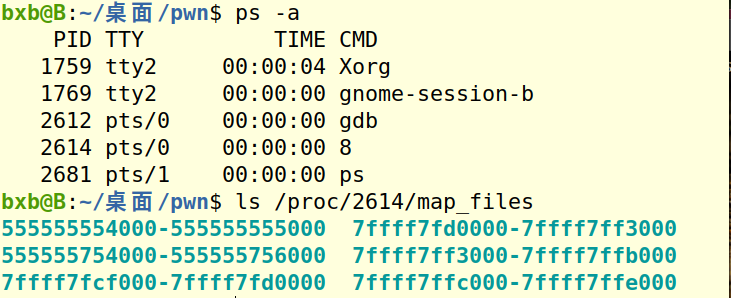 bxb@B:~/桌面/pwn$ ps -a
PID TTY TIME CMD
1759 tty2 00:00:04 Xorg
1769 tty2 00:00:00 gnome-session-b
2612 pts/0 00:00:00 gdb
2614 pts/0 00:00:00 8
2681 pts/1 00:00:00 ps
bxb@B:~/桌面/pwn$ ls /proc/2614/map_files
555555554000-555555555000 7ffff7fd0000-7ffff7ff3000
555555754000-555555756000 7ffff7ff3000-7ffff7ffb000
7ffff7fcf000-7ffff7fd0000 7ffff7ffc000-7ffff7ffe000